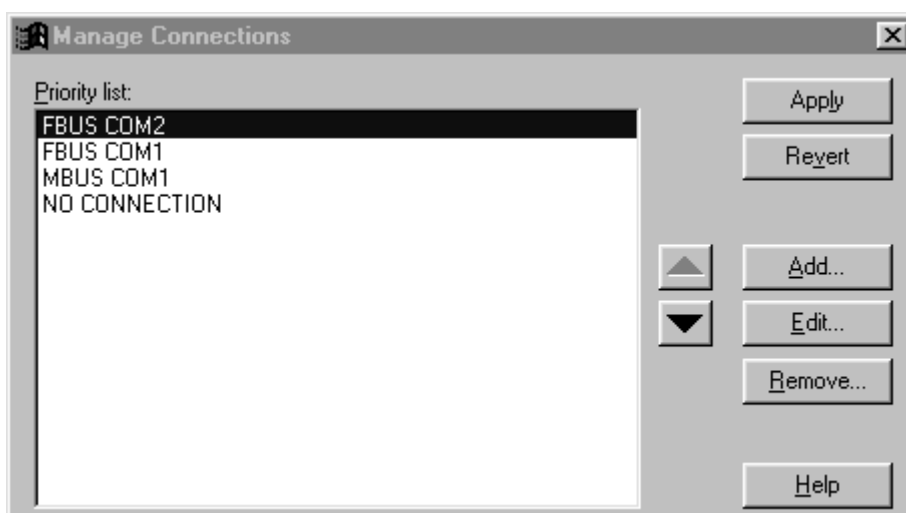 Manage Connections
Priority list:
FBUS COM2
FBUS COM1
MBUS COM1
NO CONNECTION
Apply
Revert
Add...
Edit...
Remove...
Help